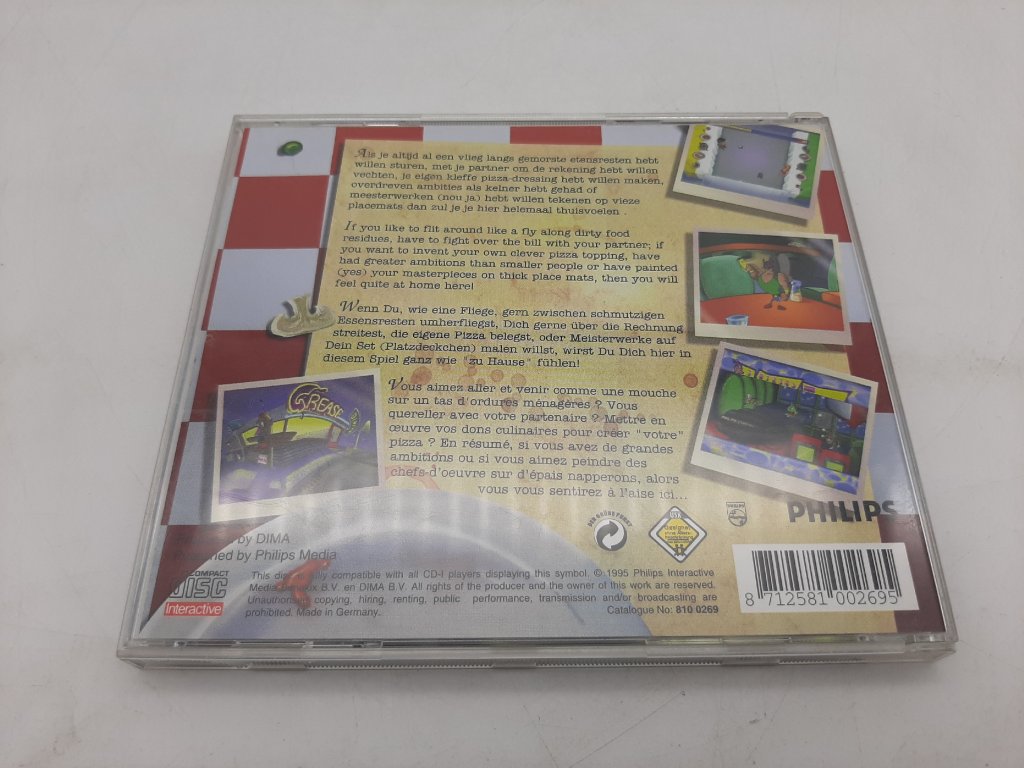 Als je altijd al een vlieg langs gemorste etensresten hebt
willen sturen, met je partner om de rekening hebt willen
vechten, je eigen kleffe pizza-dressing hebt willen maken,
overdreven ambities als kelner hebt gehad of
meesterwerken (nou ja) hebt willen tekenen op vieze
placemats dan zul je je hier helemaal thuisvoelen .
If you like to flit around like a fly along dirty food
residues, have to fight over the bill with your partner; if
you want to invent your own clever pizza topping, have
had greater ambitions than smaller people or have painted
(yes) your masterpieces on thick place mats, then you will
feel quite at home here!
Wenn Du, wie eine Fliege, gern zwischen schmutzigen
Essensresten umherfliegst, Dich gerne über die Rechnung
streitest, die eigene Pizza belegst, oder Meisterwerke auf
Dein Set (Platzdeckchen) malen willst, wirst Du Dich hier in
diesem Spiel ganz wie "zu Hause" fühlen!
Vous aimez aller et venir comme une mouche
sur un tas d'ordures ménagères ? Vous
quereller avec votre partenaire ? Mettre en
œuvre vos dons culinaires pour créer "votre"
pizza ? En résumé, si vous avez de grandes
ambitions ou si vous aimez peindre des
chefs-d'oeuvre sur d'épais napperons, alors
vous vous sentirez à l'aise ici...
GREASE
PHILIPS
PHILIPS
DER GRÜNE PUNKT
by DIMA
by Philips Media
COMPACT
DISC
Interactive
This disc is fully compatible with all CD-I players displaying this symbol. © 1995 Philips Interactive
Media Benelux B.V. en DIMA B.V. All rights of the producer and the owner of this work are reserved.
Unauthorised copying, hiring, renting, public performance, transmission and/or broadcasting are
prohibited. Made in Germany.
Catalogue No: 810 0269
8 712581 002695